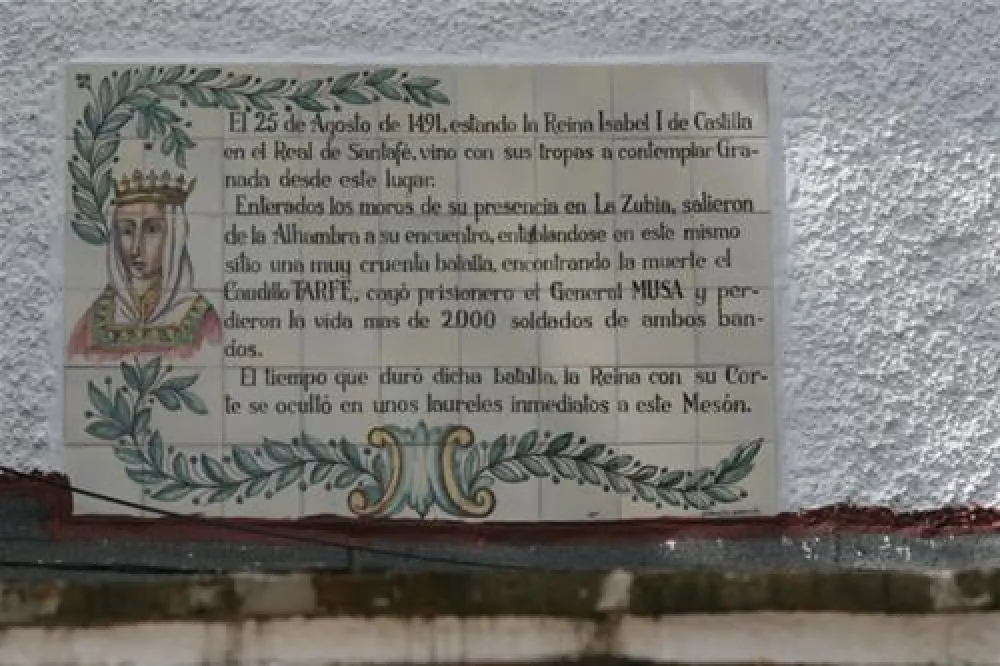 El 25 de Agosto de 1491, estando la Reina Isabel I de Castilla
en el Real de Santafé, vino con sus tropas a contemplar Gra-
nada desde este lugar.
Enterados los moros de su presencia en La Zubia, salieron
de la Alhambra a su encuentro, entablandose en este mismo
sitio una muy cruenta batalla, encontrando la muerte el
Caudillo TARFE, cayó prisionero el General MUSA y per-
dieron la vida mas de 2.000 soldados de ambos ban-
dos.
El tiempo que duró dicha batalla, la Reina con su Cor-
te se ocultó en unos laureles inmediatos a este Mesón.